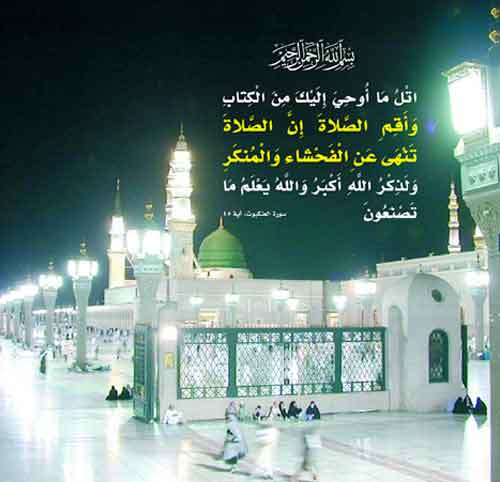 بسم الله الرحمن الرحيم
اتْلُ مَا أُوحِيَ إِلَيْكَ مِنَ الْكِتَابِ
وَأَقِمِ الصَّلَاةَ إِنَّ الصَّلَاةَ
تَنْهَى عَنِ الْفَحْشَاء وَالْمُنكَرِ
وَلَذِكْرُ اللَّهِ أَكْبَرُ وَاللَّهُ يَعْلَمُ مَا
تَصْنَعُونَ
سورة العنكبوت، آية ٤٥